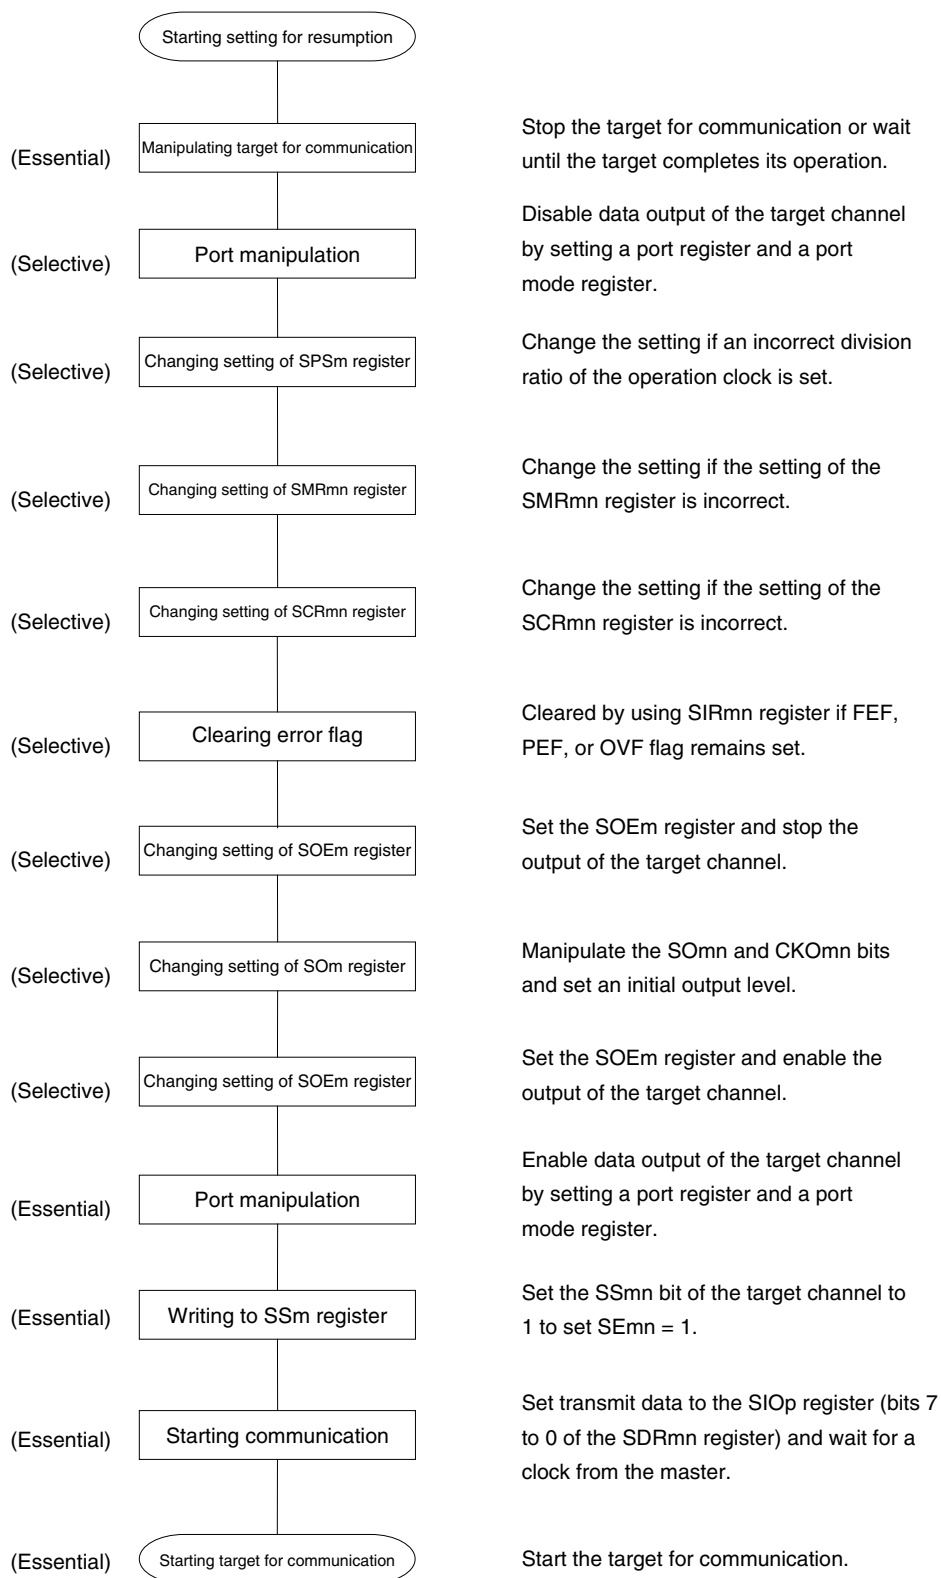 Starting setting for resumption
(Essential)
Manipulating target for communication
Stop the target for communication or wait
until the target completes its operation.
(Selective)
Port manipulation
Disable data output of the target channel
by setting a port register and a port
mode register.
(Selective)
Changing setting of SPSm register
Change the setting if an incorrect division
ratio of the operation clock is set.
(Selective)
Changing setting of SMRmn register
Change the setting if the setting of the
SMRmn register is incorrect.
(Selective)
Changing setting of SCRmn register
Change the setting if the setting of the
SCRmn register is incorrect.
(Selective)
Clearing error flag
Cleared by using SIRmn register if FEF,
PEF, or OVF flag remains set.
(Selective)
Changing setting of SOEm register
Set the SOEm register and stop the
output of the target channel.
(Selective)
Changing setting of SOm register
Manipulate the SOmn and CKOmn bits
and set an initial output level.
(Selective)
Changing setting of SOEm register
Set the SOEm register and enable the
output of the target channel.
(Essential)
Port manipulation
Enable data output of the target channel
by setting a port register and a port
mode register.
(Essential)
Writing to SSm register
Set the SSmn bit of the target channel to
1 to set SEmn = 1.
(Essential)
Starting communication
Set transmit data to the SIOp register (bits 7
to 0 of the SDRmn register) and wait for a
clock from the master.
(Essential)
Starting target for communication
Start the target for communication.